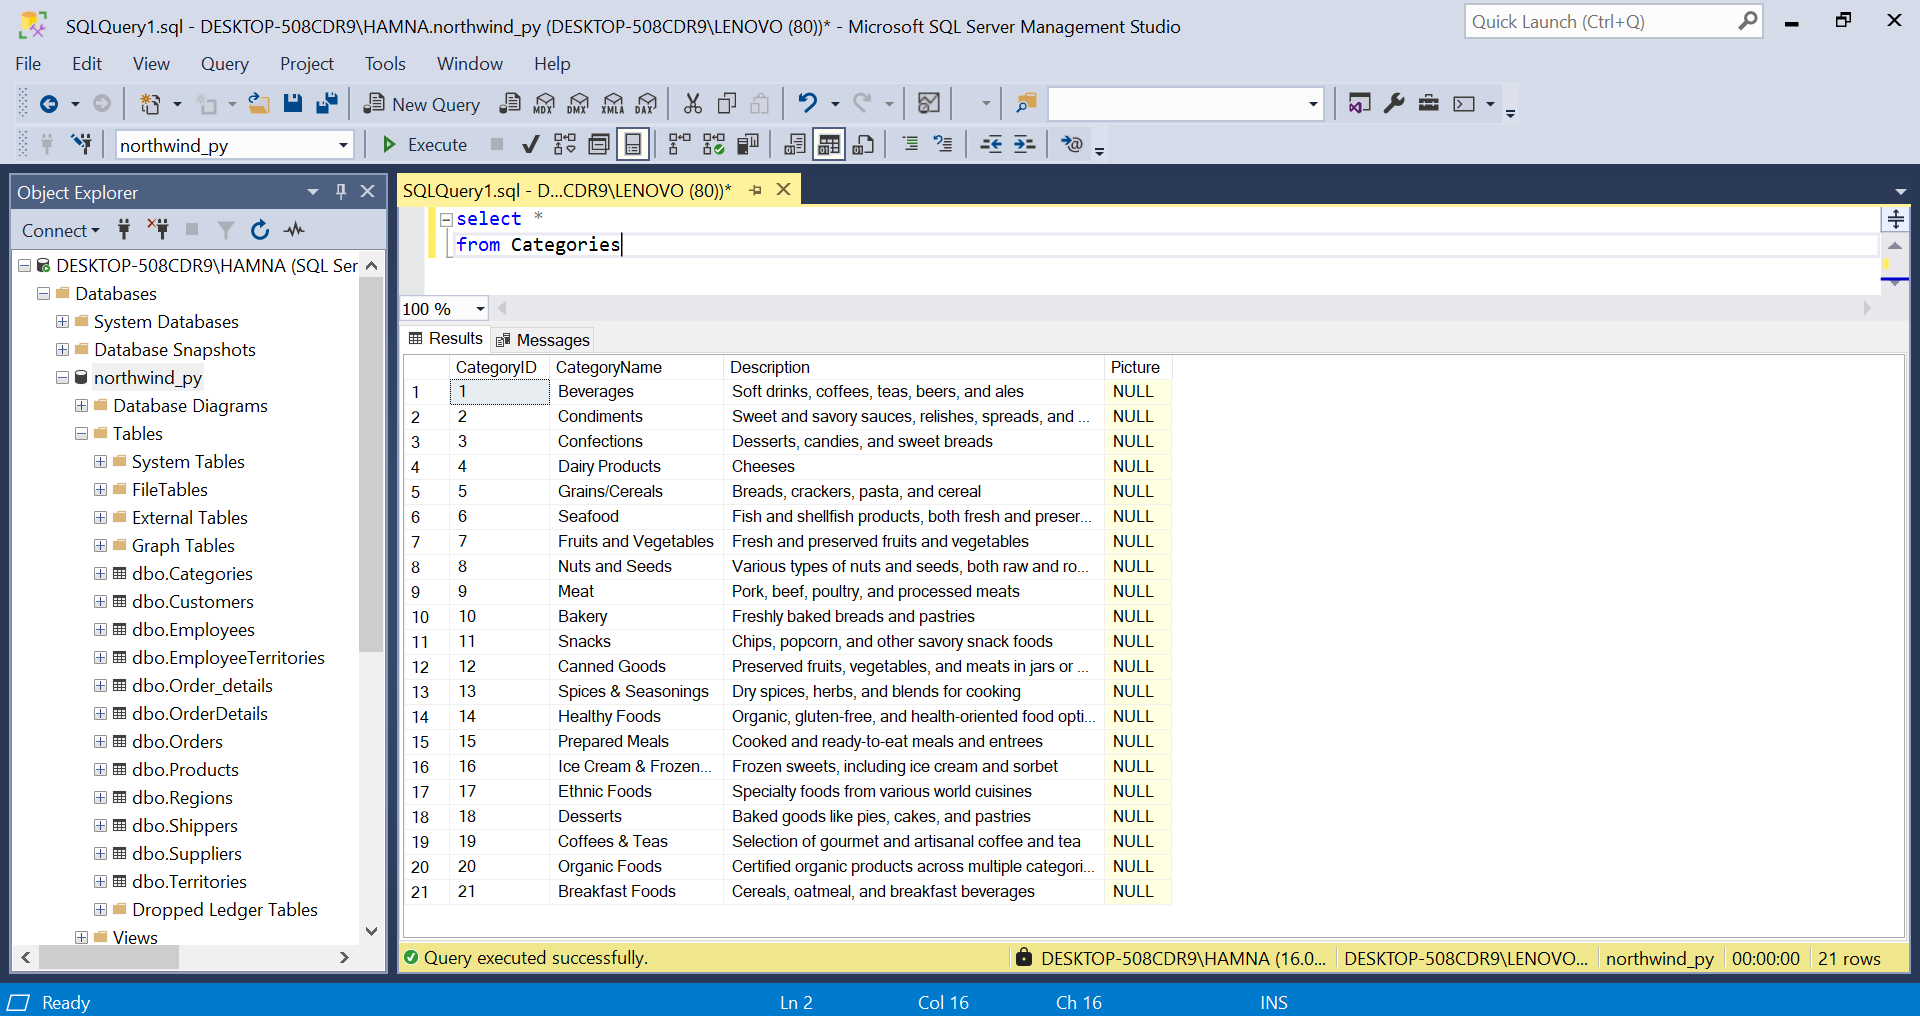 SQLQuery1.sql - DESKTOP-508CDR9\HAMNA.northwind_py (DESKTOP-508CDR9\LENOVO (80))* - Microsoft SQL Server Management Studio
Quick Launch (Ctrl+Q)
File Edit View Query Project Tools Window Help
New Query MDX DMX XMLA DAX
northwind_py Execute
Object Explorer
Connect
DESKTOP-508CDR9\HAMNA (SQL Ser
Databases
System Databases
Database Snapshots
northwind_py
Database Diagrams
Tables
System Tables
FileTables
External Tables
Graph Tables
dbo.Categories
dbo.Customers
dbo.Employees
dbo.EmployeeTerritories
dbo.Order_details
dbo.OrderDetails
dbo.Orders
dbo.Products
dbo.Regions
dbo.Shippers
dbo.Suppliers
dbo.Territories
Dropped Ledger Tables
Views
SQLQuery1.sql - D...CDR9\LENOVO (80))*
select *
from Categories
100 %
Results Messages
CategoryID CategoryName Description Picture
1 1 Beverages Soft drinks, coffees, teas, beers, and ales NULL
2 2 Condiments Sweet and savory sauces, relishes, spreads, and ... NULL
3 3 Confections Desserts, candies, and sweet breads NULL
4 4 Dairy Products Cheeses NULL
5 5 Grains/Cereals Breads, crackers, pasta, and cereal NULL
6 6 Seafood Fish and shellfish products, both fresh and preser... NULL
7 7 Fruits and Vegetables Fresh and preserved fruits and vegetables NULL
8 8 Nuts and Seeds Various types of nuts and seeds, both raw and ro... NULL
9 9 Meat Pork, beef, poultry, and processed meats NULL
10 10 Bakery Freshly baked breads and pastries NULL
11 11 Snacks Chips, popcorn, and other savory snack foods NULL
12 12 Canned Goods Preserved fruits, vegetables, and meats in jars or ... NULL
13 13 Spices & Seasonings Dry spices, herbs, and blends for cooking NULL
14 14 Healthy Foods Organic, gluten-free, and health-oriented food opti... NULL
15 15 Prepared Meals Cooked and ready-to-eat meals and entrees NULL
16 16 Ice Cream & Frozen... Frozen sweets, including ice cream and sorbet NULL
17 17 Ethnic Foods Specialty foods from various world cuisines NULL
18 18 Desserts Baked goods like pies, cakes, and pastries NULL
19 19 Coffees & Teas Selection of gourmet and artisanal coffee and tea NULL
20 20 Organic Foods Certified organic products across multiple categori... NULL
21 21 Breakfast Foods Cereals, oatmeal, and breakfast beverages NULL
Query executed successfully. DESKTOP-508CDR9\HAMNA (16.0... DESKTOP-508CDR9\LENOVO... northwind_py 00:00:00 21 rows
Ready Ln 2 Col 16 Ch 16 INS